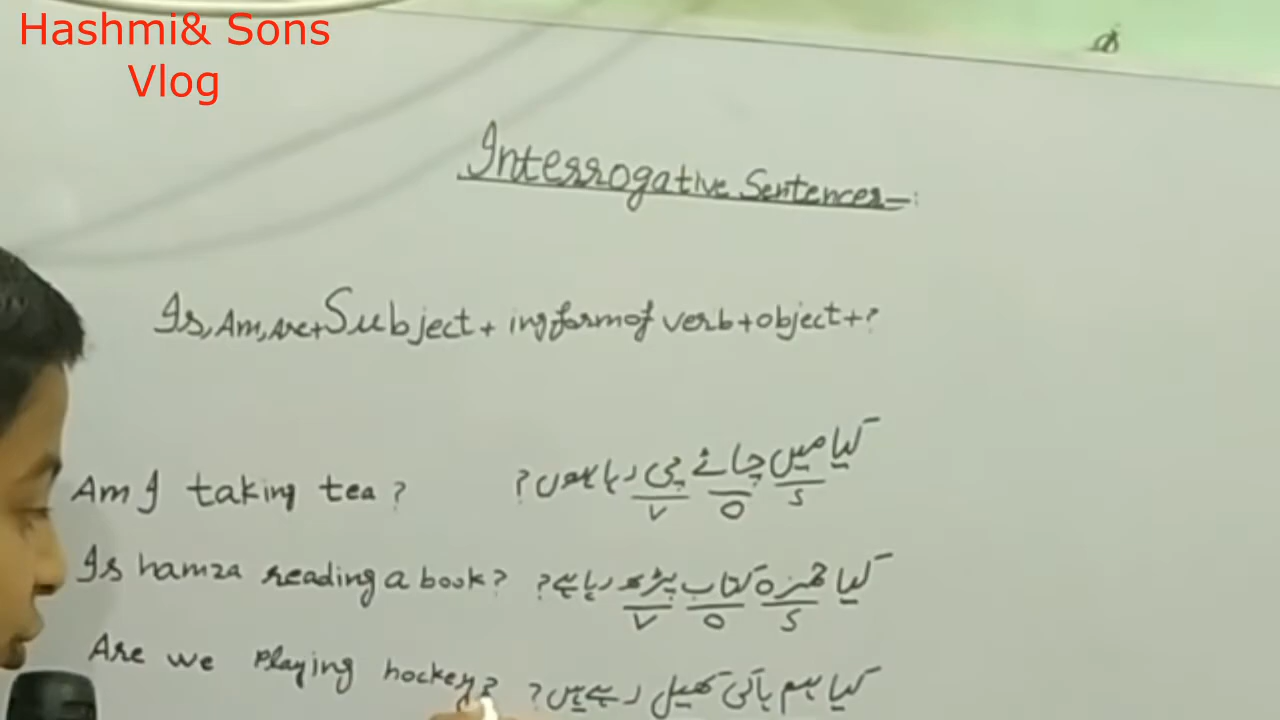 Hashmi& Sons
Vlog
Interrogative Sentences=:
Is, Am, Are+Subject+ ing form of verb+object+?
Am I taking tea? کیا میں چائے پی رہا ہوں?
S O V
Is hamza reading a book? کیا حمزہ کتاب پڑھ رہا ہے?
S O V
Are we Playing hockey? کیا ہم ہاکی کھیل رہے ہیں?